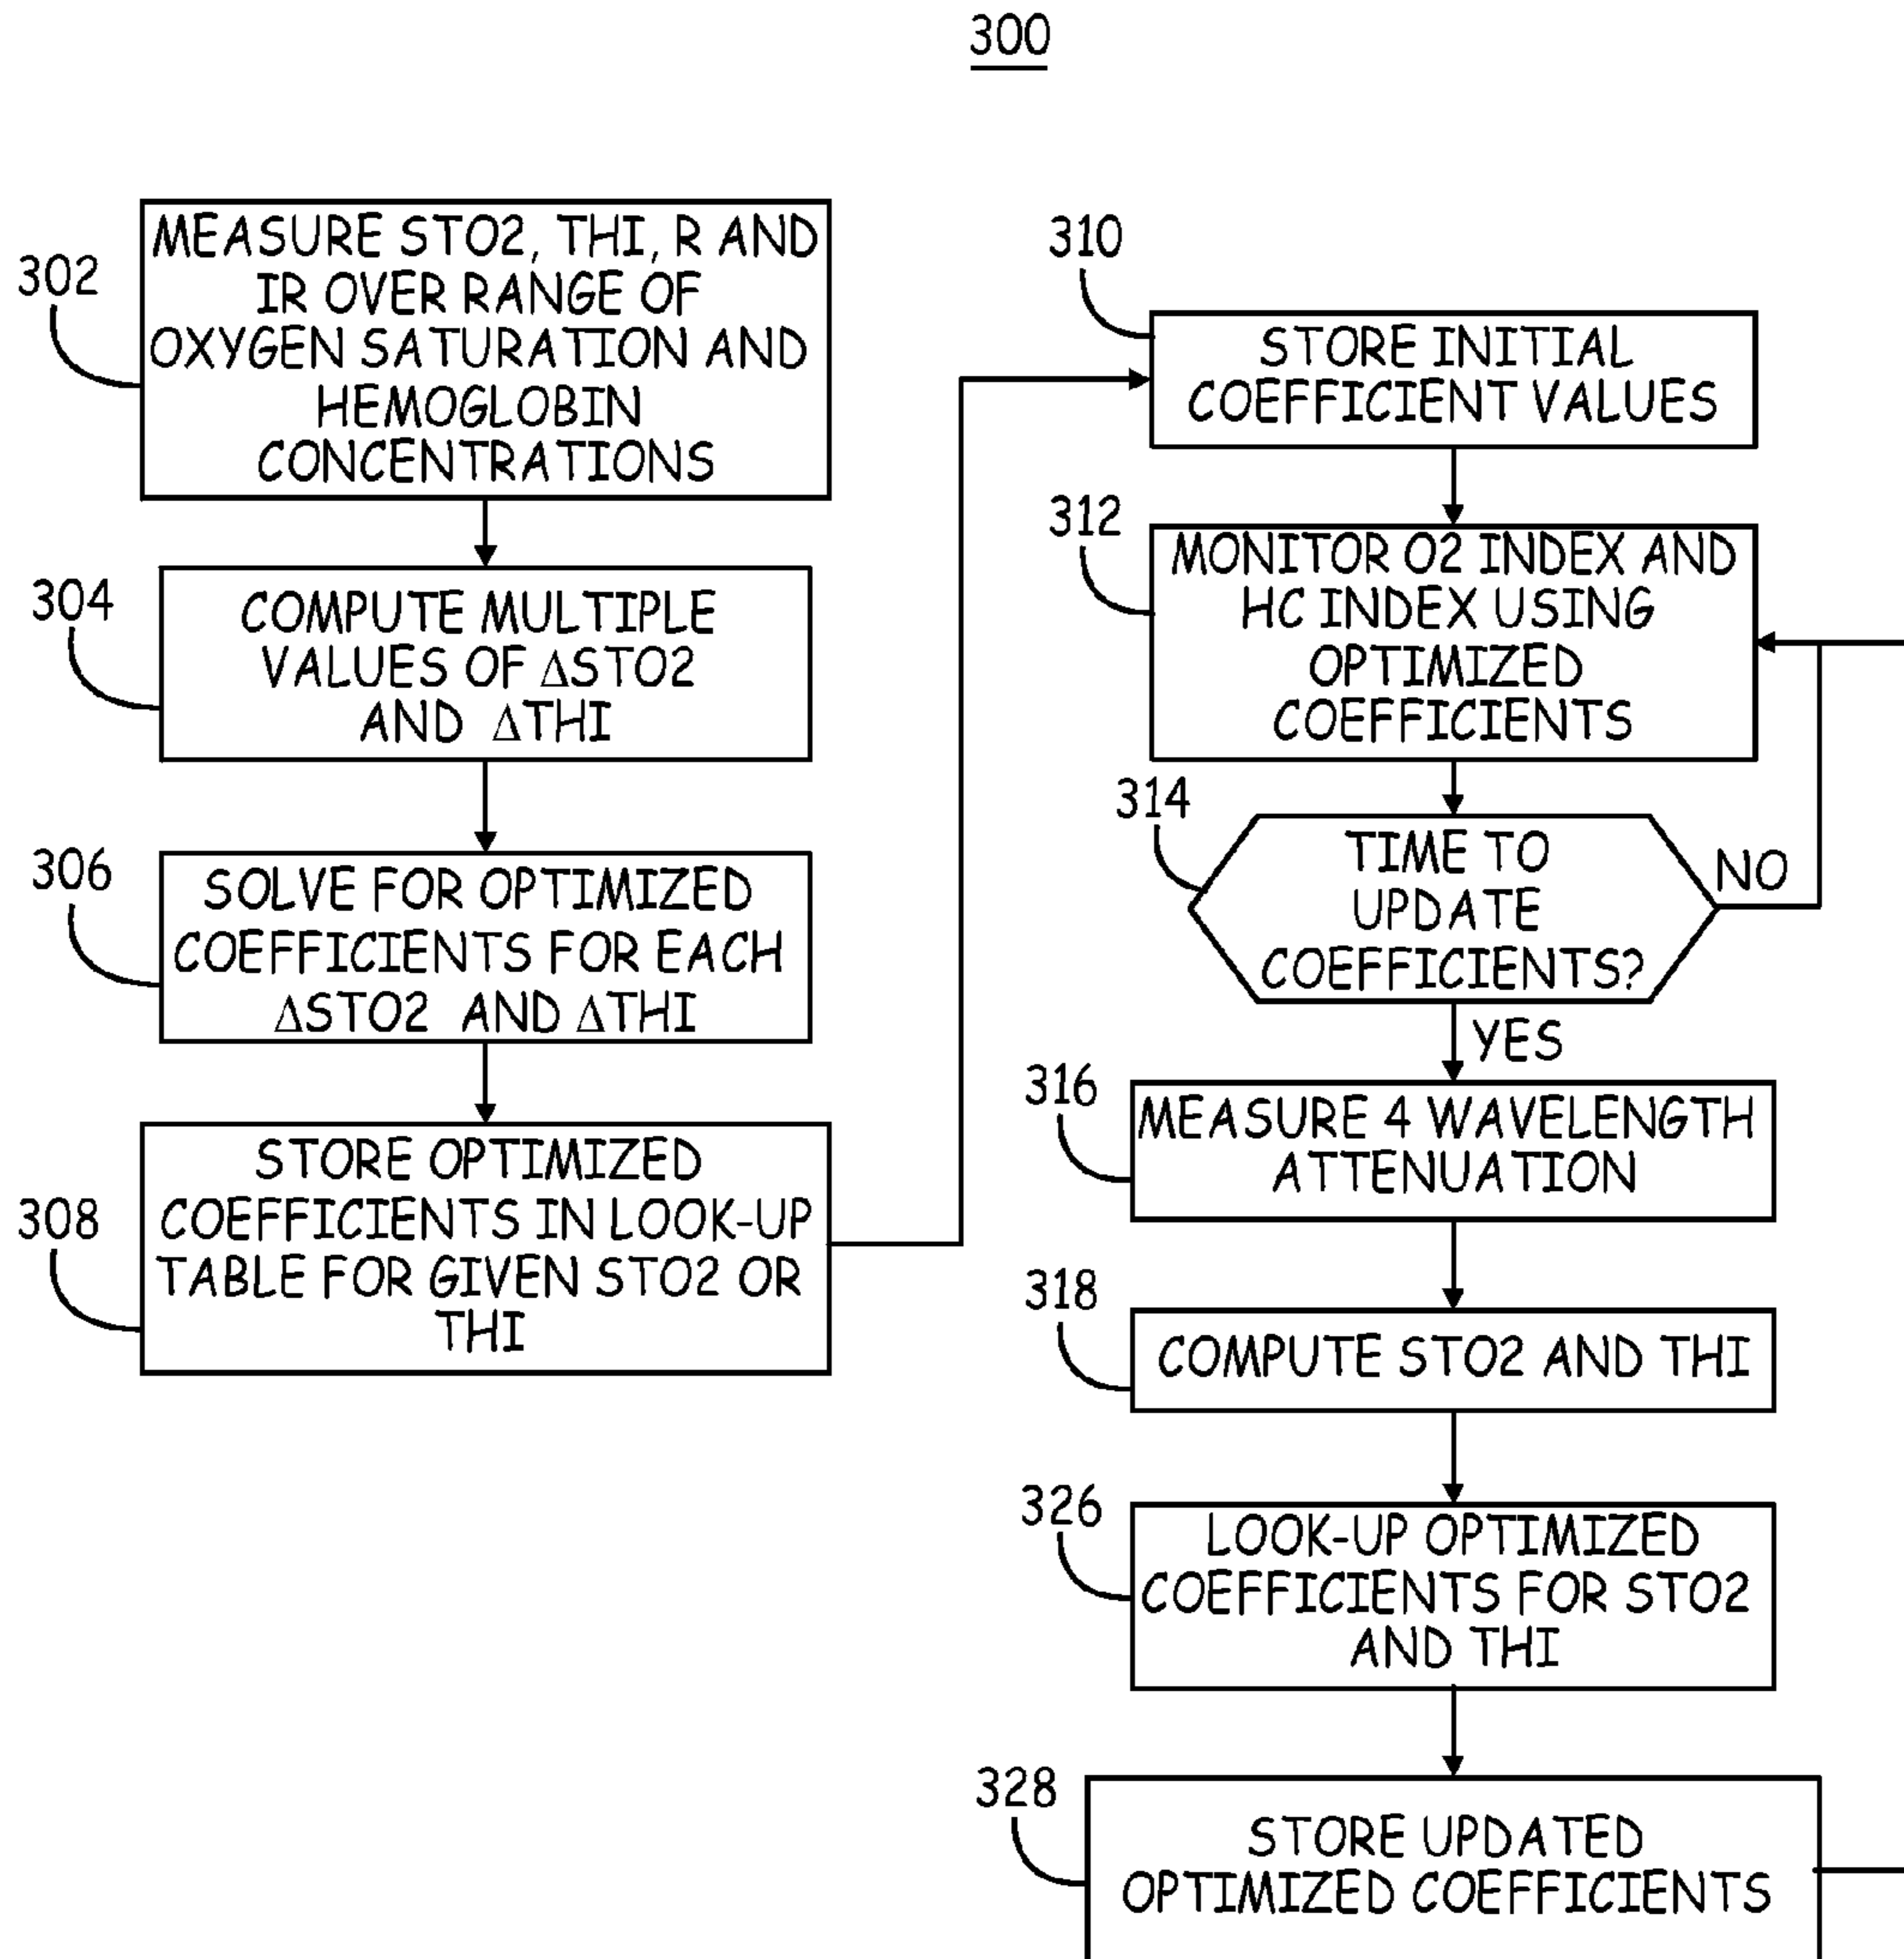 300
302
MEASURE STO2, THI, R AND
IR OVER RANGE OF
OXYGEN SATURATION AND
HEMOGLOBIN
CONCENTRATIONS
304
COMPUTE MULTIPLE
VALUES OF ΔSTO2
AND ΔTHI
306
SOLVE FOR OPTIMIZED
COEFFICIENTS FOR EACH
ΔSTO2 AND ΔTHI
308
STORE OPTIMIZED
COEFFICIENTS IN LOOK-UP
TABLE FOR GIVEN STO2 OR
THI
310
STORE INITIAL
COEFFICIENT VALUES
312
MONITOR O2 INDEX AND
HC INDEX USING
OPTIMIZED
COEFFICIENTS
314
TIME TO
UPDATE
COEFFICIENTS?
NO
YES
316
MEASURE 4 WAVELENGTH
ATTENUATION
318
COMPUTE STO2 AND THI
326
LOOK-UP OPTIMIZED
COEFFICIENTS FOR STO2
AND THI
328
STORE UPDATED
OPTIMIZED COEFFICIENTS